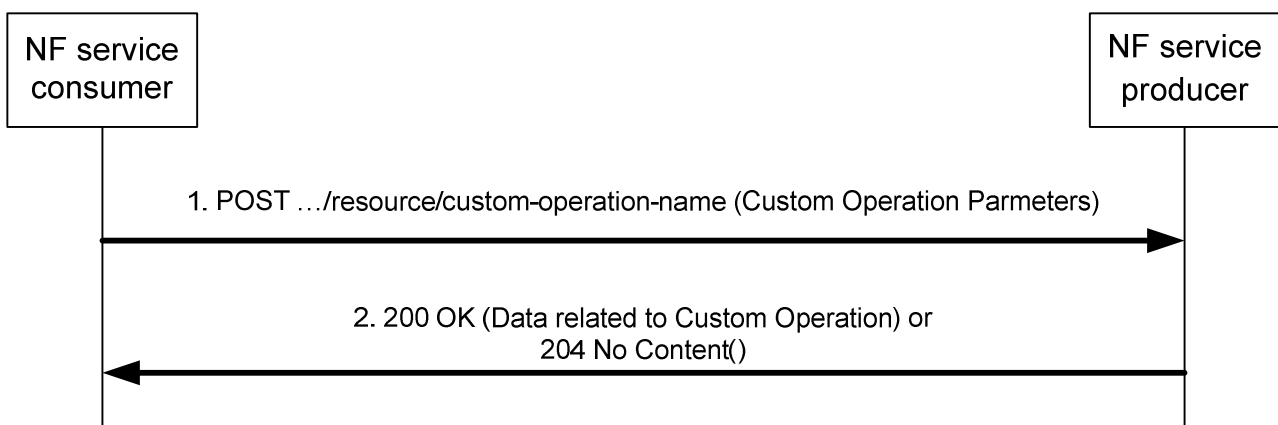 NF service
consumer
NF service
producer
1. POST …/resource/custom-operation-name (Custom Operation Parmeters)
2. 200 OK (Data related to Custom Operation) or
204 No Content()